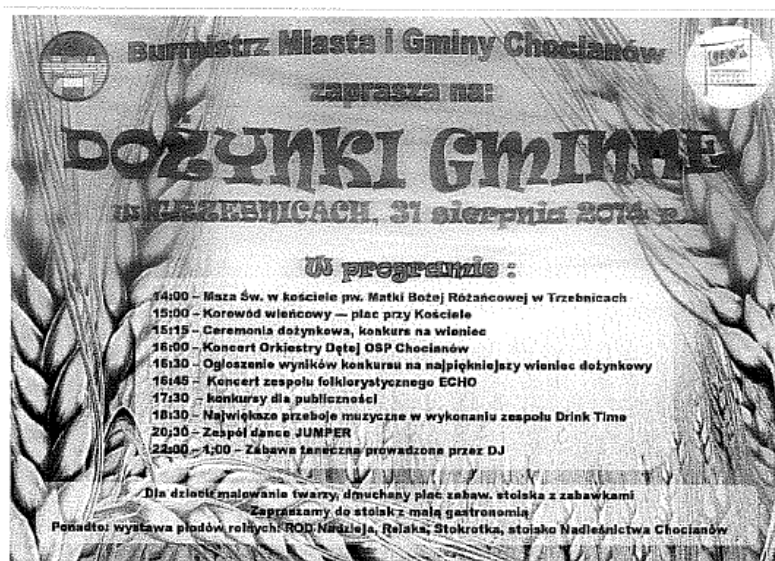 Burmistrz Miasta i Gminy Chocianów
zaprasza na:
DOŻYNKI GMINNE
w TRZEBNICACH, 31 sierpnia 2014 r.
W programie :
14:00 – Msza Św. w kościele pw. Matki Bożej Różańcowej w Trzebnicach
15:00 – Korowód wieńcowy — plac przy Kościele
15:15 – Ceremonia dożynkowa, konkurs na wieniec
16:00 – Koncert Orkiestry Dętej OSP Chocianów
16:30 – Ogłoszenie wyników konkursu na najpiękniejszy wieniec dożynkowy
16:45 – Koncert zespołu folklorystycznego ECHO
17:30 – konkursy dla publiczności
18:30 – Największe przeboje muzyczne w wykonaniu zespołu Drink Time
20:30 – Zespół dance JUMPER
22:00 – 1;00 – Zabawa taneczna prowadzona przez DJ
Dla dzieci: malowanie twarzy, dmuchany plac zabaw, stoiska z zabawkami
Zapraszamy do stoisk z małą gastronomią
Ponadto: wystawa płodów rolnych: ROD Nadzieja, Relaks, Stokrotka, stoisko Nadleśnictwa Chocianów